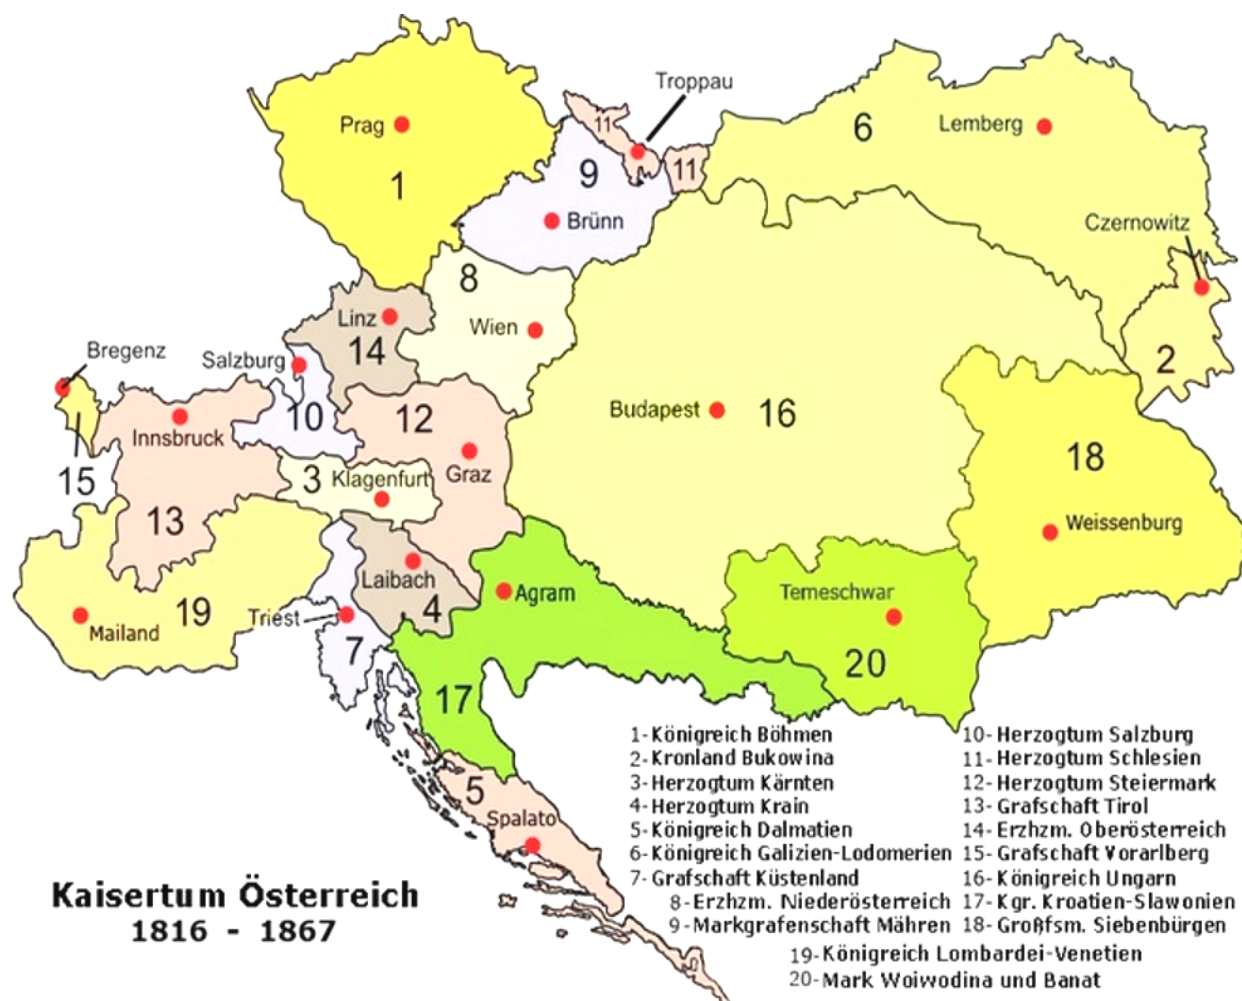 Troppau
11
6
Lemberg
Prag
9
11
1
Brünn
Czernowitz
8
Linz
Wien
Bregenz
Salzburg
14
2
10
12
Budapest
16
Innsbruck
18
15
3
Klagenfurt
Graz
13
Weissenburg
Laibach
4
Agram
Temeschwar
19
Triest
Mailand
7
20
17
5
Spalato
1-Königreich Böhmen
2-Kronland Bukowina
3-Herzogtum Kärnten
4-Herzogtum Krain
5-Königreich Dalmatien
6-Königreich Galizien-Lodomerien
7-Grafschaft Küstenland
8-Erzhzm. Niederösterreich
9-Markgrafenschaft Mähren
10-Herzogtum Salzburg
11-Herzogtum Schlesien
12-Herzogtum Steiermark
13-Grafschaft Tirol
14-Erzhzm. Oberösterreich
15-Grafschaft Vorarlberg
16-Königreich Ungarn
17-Kgr. Kroatien-Slawonien
18-Großfsm. Siebenbürgen
19-Königreich Lombardei-Venetien
20-Mark Woiwodina und Banat
Kaisertum Österreich
1816 - 1867